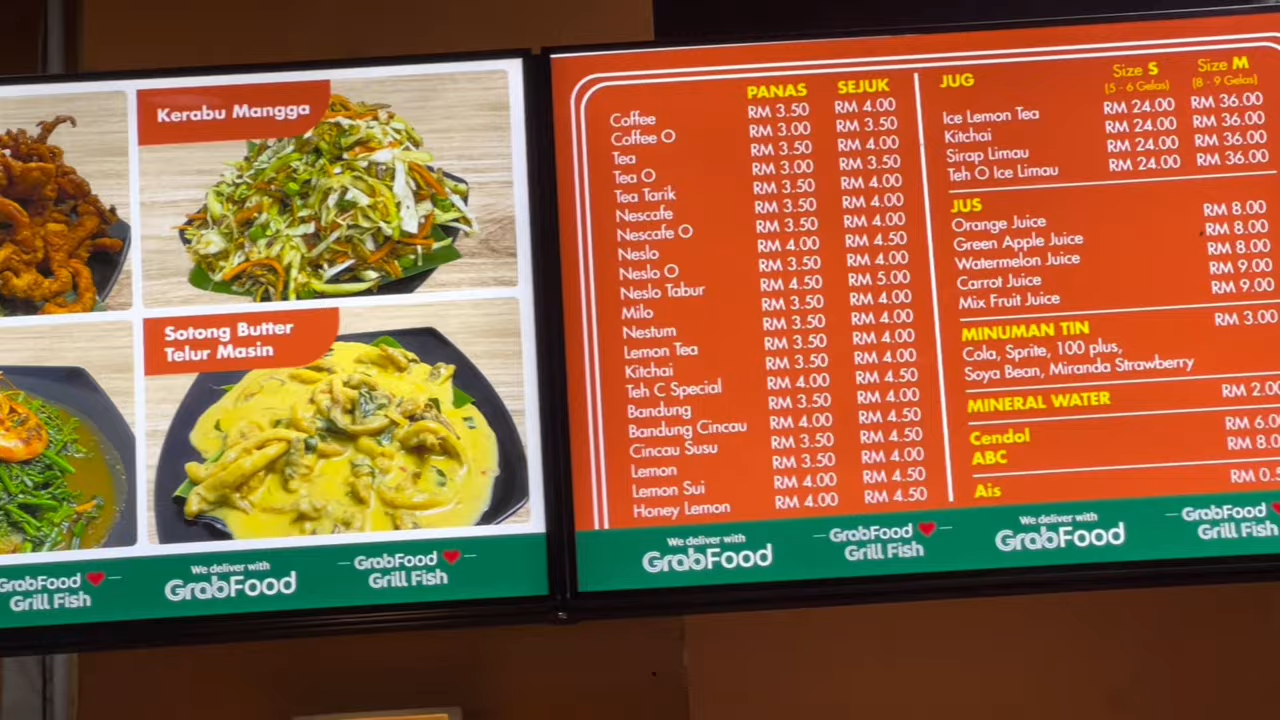 Kerabu Mangga
Sotong Butter
Telur Masin
GrabFood
Grill Fish
We deliver with
GrabFood
GrabFood
Grill Fish
PANAS SEJUK
Coffee RM 3.50 RM 4.00
Coffee O RM 3.00 RM 3.50
Tea RM 3.50 RM 4.00
Tea O RM 3.00 RM 3.50
Tea Tarik RM 3.50 RM 4.00
Nescafe RM 3.50 RM 4.00
Nescafe O RM 3.50 RM 4.00
Neslo RM 4.00 RM 4.50
Neslo O RM 3.50 RM 4.00
Neslo Tabur RM 4.50 RM 5.00
Milo RM 3.50 RM 4.00
Nestum RM 3.50 RM 4.00
Lemon Tea RM 3.50 RM 4.00
Kitchai RM 3.50 RM 4.00
Teh C Special RM 4.00 RM 4.50
Bandung RM 3.50 RM 4.00
Bandung Cincau RM 4.00 RM 4.50
Cincau Susu RM 3.50 RM 4.50
Lemon RM 3.50 RM 4.00
Lemon Sui RM 4.00 RM 4.50
Honey Lemon RM 4.00 RM 4.50
JUG Size S Size M
(5 - 6 Gelas) (8 - 9 Gelas)
Ice Lemon Tea RM 24.00 RM 36.00
Kitchai RM 24.00 RM 36.00
Sirap Limau RM 24.00 RM 36.00
Teh O Ice Limau RM 24.00 RM 36.00
JUS
Orange Juice RM 8.00
Green Apple Juice RM 8.00
Watermelon Juice RM 8.00
Carrot Juice RM 9.00
Mix Fruit Juice RM 9.00
MINUMAN TIN RM 3.00
Cola, Sprite, 100 plus,
Soya Bean, Miranda Strawberry
MINERAL WATER RM 2.00
Cendol RM 6.0
ABC RM 8.0
Ais RM 0.5
We deliver with
GrabFood
GrabFood
Grill Fish
We deliver with
GrabFood
GrabFood
Grill Fish